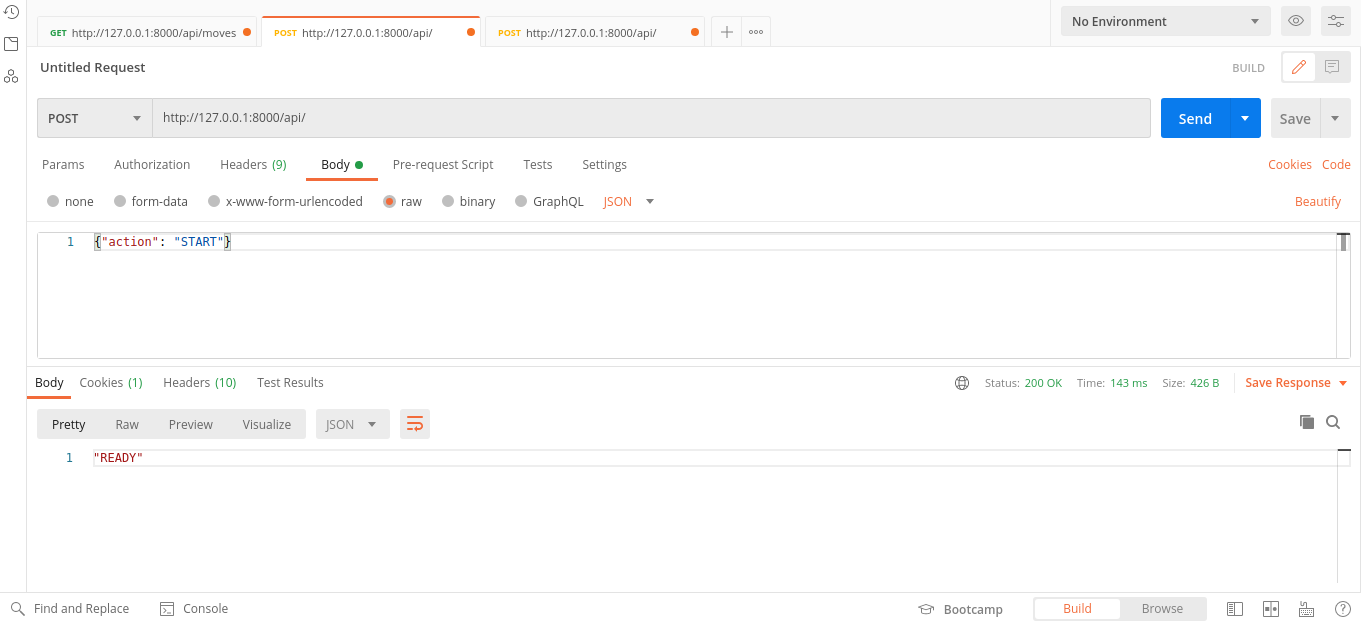 GET http://127.0.0.1:8000/api/moves POST http://127.0.0.1:8000/api/ POST http://127.0.0.1:8000/api/ No Environment
Untitled Request BUILD
POST http://127.0.0.1:8000/api/ Send Save
Params Authorization Headers (9) Body Pre-request Script Tests Settings Cookies Code
none form-data x-www-form-urlencoded raw binary GraphQL JSON Beautify
1 {"action": "START"}
Body Cookies (1) Headers (10) Test Results Status: 200 OK Time: 143 ms Size: 426 B Save Response
Pretty Raw Preview Visualize JSON
1 "READY"
Find and Replace Console Bootcamp Build Browse